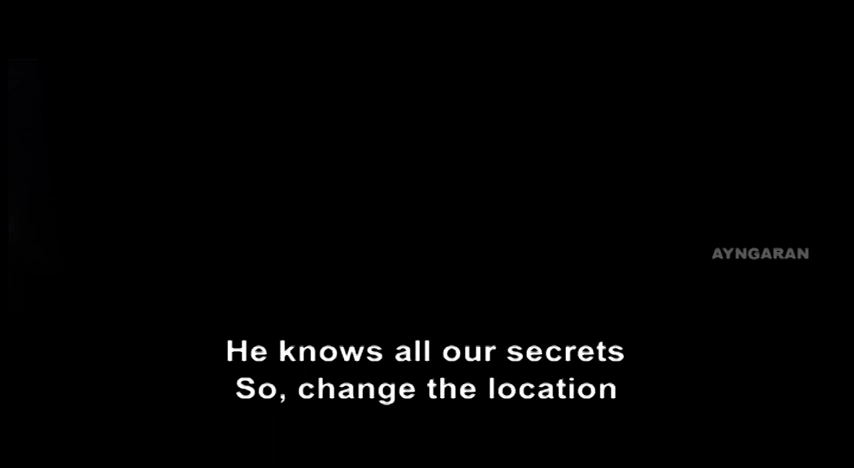 AYNGARAN
He knows all our secrets
So, change the location